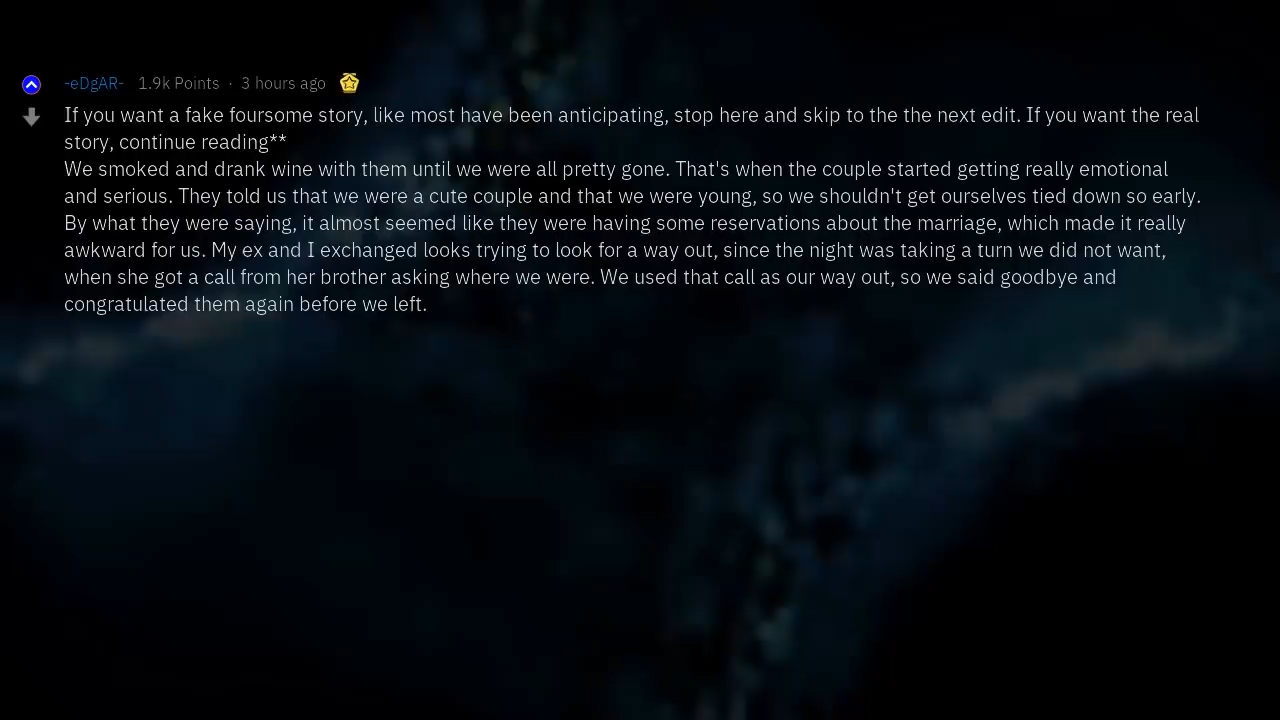 -eDgAR- 1.9k Points · 3 hours ago
If you want a fake foursome story, like most have been anticipating, stop here and skip to the the next edit. If you want the real
story, continue reading**
We smoked and drank wine with them until we were all pretty gone. That's when the couple started getting really emotional
and serious. They told us that we were a cute couple and that we were young, so we shouldn't get ourselves tied down so early.
By what they were saying, it almost seemed like they were having some reservations about the marriage, which made it really
awkward for us. My ex and I exchanged looks trying to look for a way out, since the night was taking a turn we did not want,
when she got a call from her brother asking where we were. We used that call as our way out, so we said goodbye and
congratulated them again before we left.